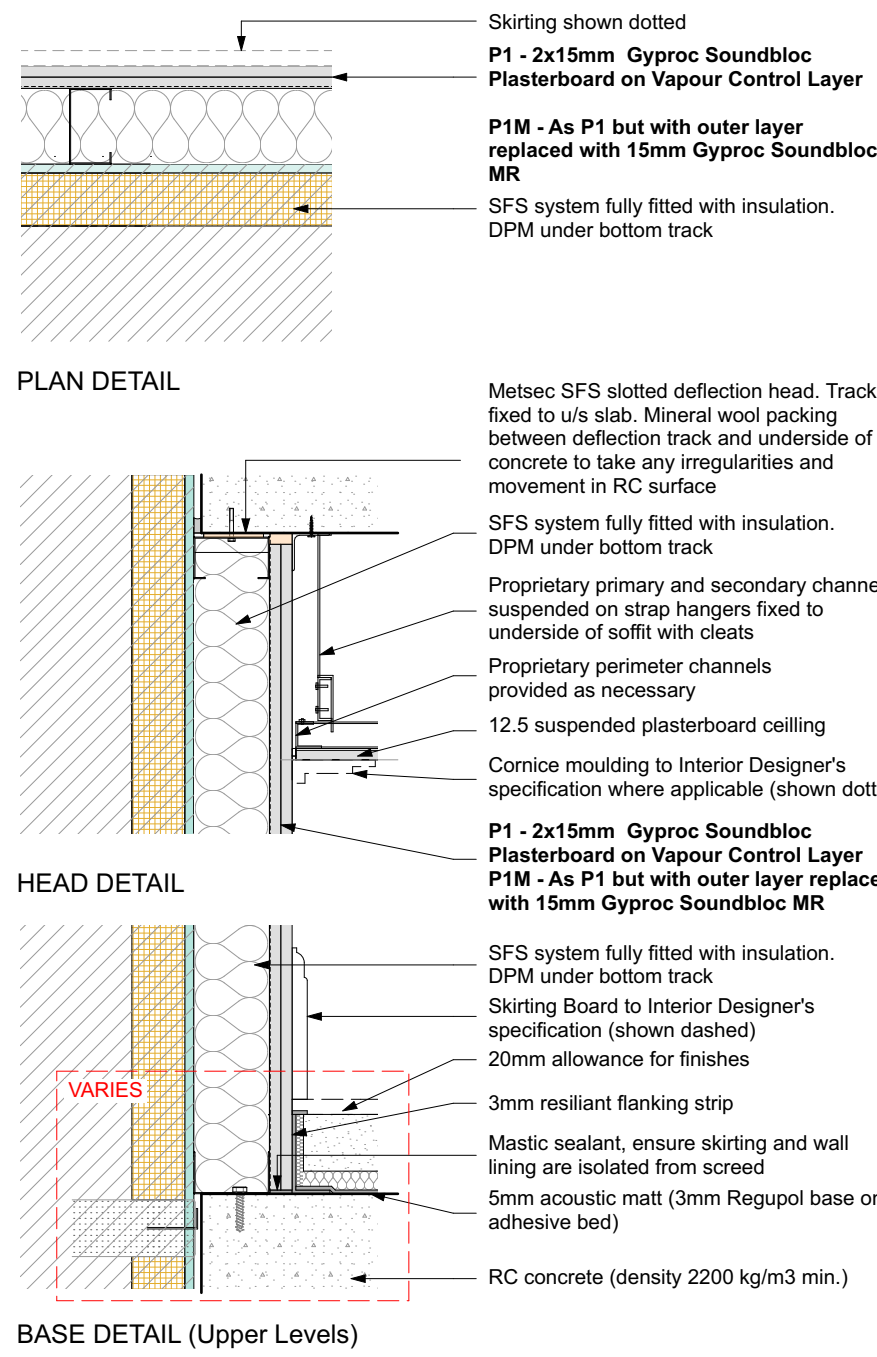 Skirting shown dotted
P1 - 2x15mm Gyproc Soundbloc
Plasterboard on Vapour Control Layer
P1M - As P1 but with outer layer
replaced with 15mm Gyproc Soundbloc
MR
SFS system fully fitted with insulation.
DPM under bottom track
PLAN DETAIL
Metsec SFS slotted deflection head. Track
fixed to u/s slab. Mineral wool packing
between deflection track and underside of
concrete to take any irregularities and
movement in RC surface
SFS system fully fitted with insulation.
DPM under bottom track
Proprietary primary and secondary channe
suspended on strap hangers fixed to
underside of soffit with cleats
Proprietary perimeter channels
provided as necessary
12.5 suspended plasterboard ceilling
Cornice moulding to Interior Designer's
specification where applicable (shown dott
P1 - 2x15mm Gyproc Soundbloc
Plasterboard on Vapour Control Layer
P1M - As P1 but with outer layer replace
with 15mm Gyproc Soundbloc MR
HEAD DETAIL
SFS system fully fitted with insulation.
DPM under bottom track
Skirting Board to Interior Designer's
specification (shown dashed)
20mm allowance for finishes
VARIES
3mm resiliant flanking strip
Mastic sealant, ensure skirting and wall
lining are isolated from screed
5mm acoustic matt (3mm Regupol base on
adhesive bed)
RC concrete (density 2200 kg/m3 min.)
BASE DETAIL (Upper Levels)